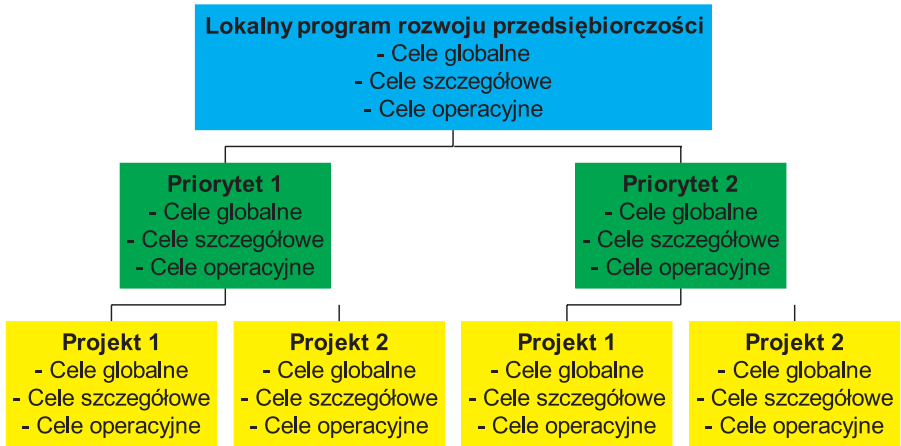 Lokalny program rozwoju przedsiębiorczości
- Cele globalne
- Cele szczegółowe
- Cele operacyjne
Priorytet 1
- Cele globalne
- Cele szczegółowe
- Cele operacyjne
Priorytet 2
- Cele globalne
- Cele szczegółowe
- Cele operacyjne
Projekt 1
- Cele globalne
- Cele szczegółowe
- Cele operacyjne
Projekt 2
- Cele globalne
- Cele szczegółowe
- Cele operacyjne
Projekt 1
- Cele globalne
- Cele szczegółowe
- Cele operacyjne
Projekt 2
- Cele globalne
- Cele szczegółowe
- Cele operacyjne